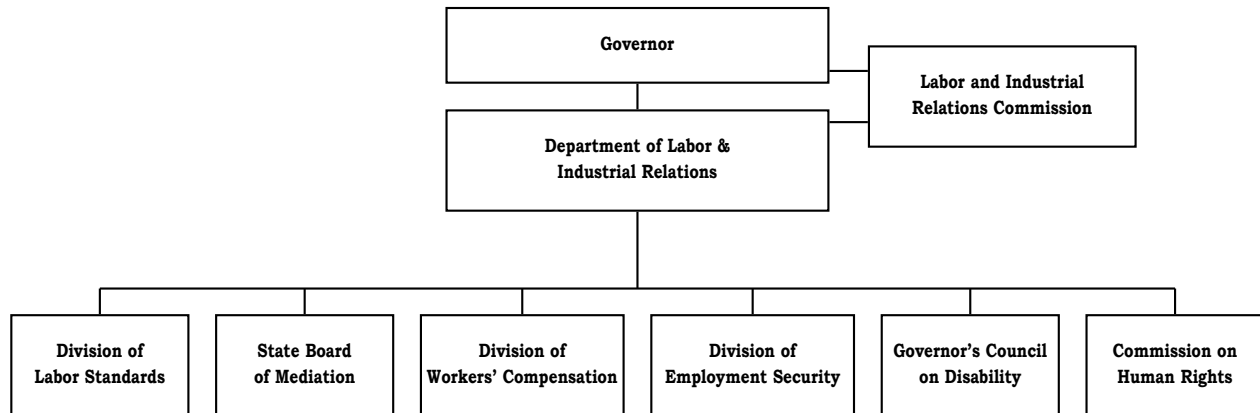 Governor
Labor and Industrial
Relations Commission
Department of Labor &
Industrial Relations
Division of
Labor Standards
State Board
of Mediation
Division of
Workers’ Compensation
Division of
Employment Security
Governor’s Council
on Disability
Commission on
Human Rights